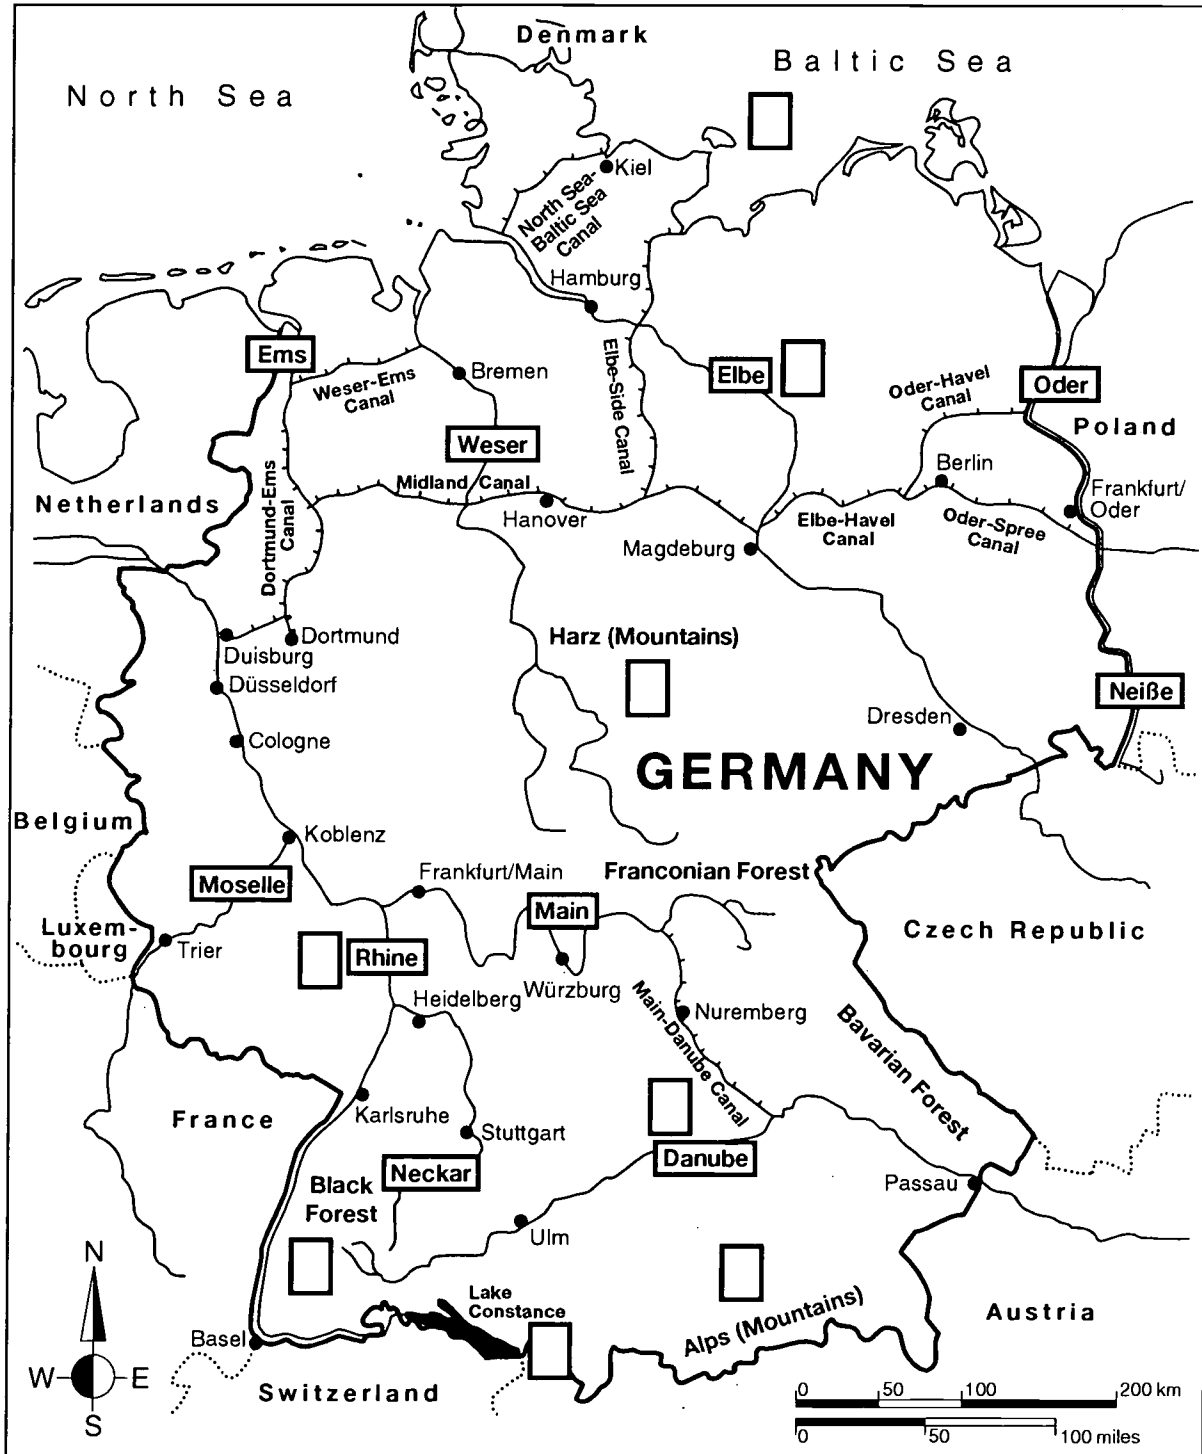 Denmark
Baltic Sea
North Sea
Kiel
North Sea-
Baltic Sea
Canal
Hamburg
Ems
Elbe
Oder
Weser-Ems
Canal
Bremen
Elbe-Side Canal
Oder-Havel
Canal
Poland
Weser
Netherlands
Midland Canal
Berlin
Frankfurt/
Oder
Dortmund-Ems
Canal
Hanover
Elbe-Havel
Canal
Oder-Spree
Canal
Magdeburg
Dortmund
Duisburg
Harz (Mountains)
Düsseldorf
Neiße
Dresden
Cologne
GERMANY
Belgium
Koblenz
Moselle
Frankfurt/Main
Franconian Forest
Main
Luxem-
bourg
Trier
Rhine
Würzburg
Czech Republic
Heidelberg
Nuremberg
Main-Danube Canal
Bavarian Forest
France
Karlsruhe
Stuttgart
Neckar
Danube
Black
Forest
Passau
Ulm
N
Lake
Constance
Austria
Alps (Mountains)
Basel
W
E
S
Switzerland
0 50 100 200 km
0 50 100 miles